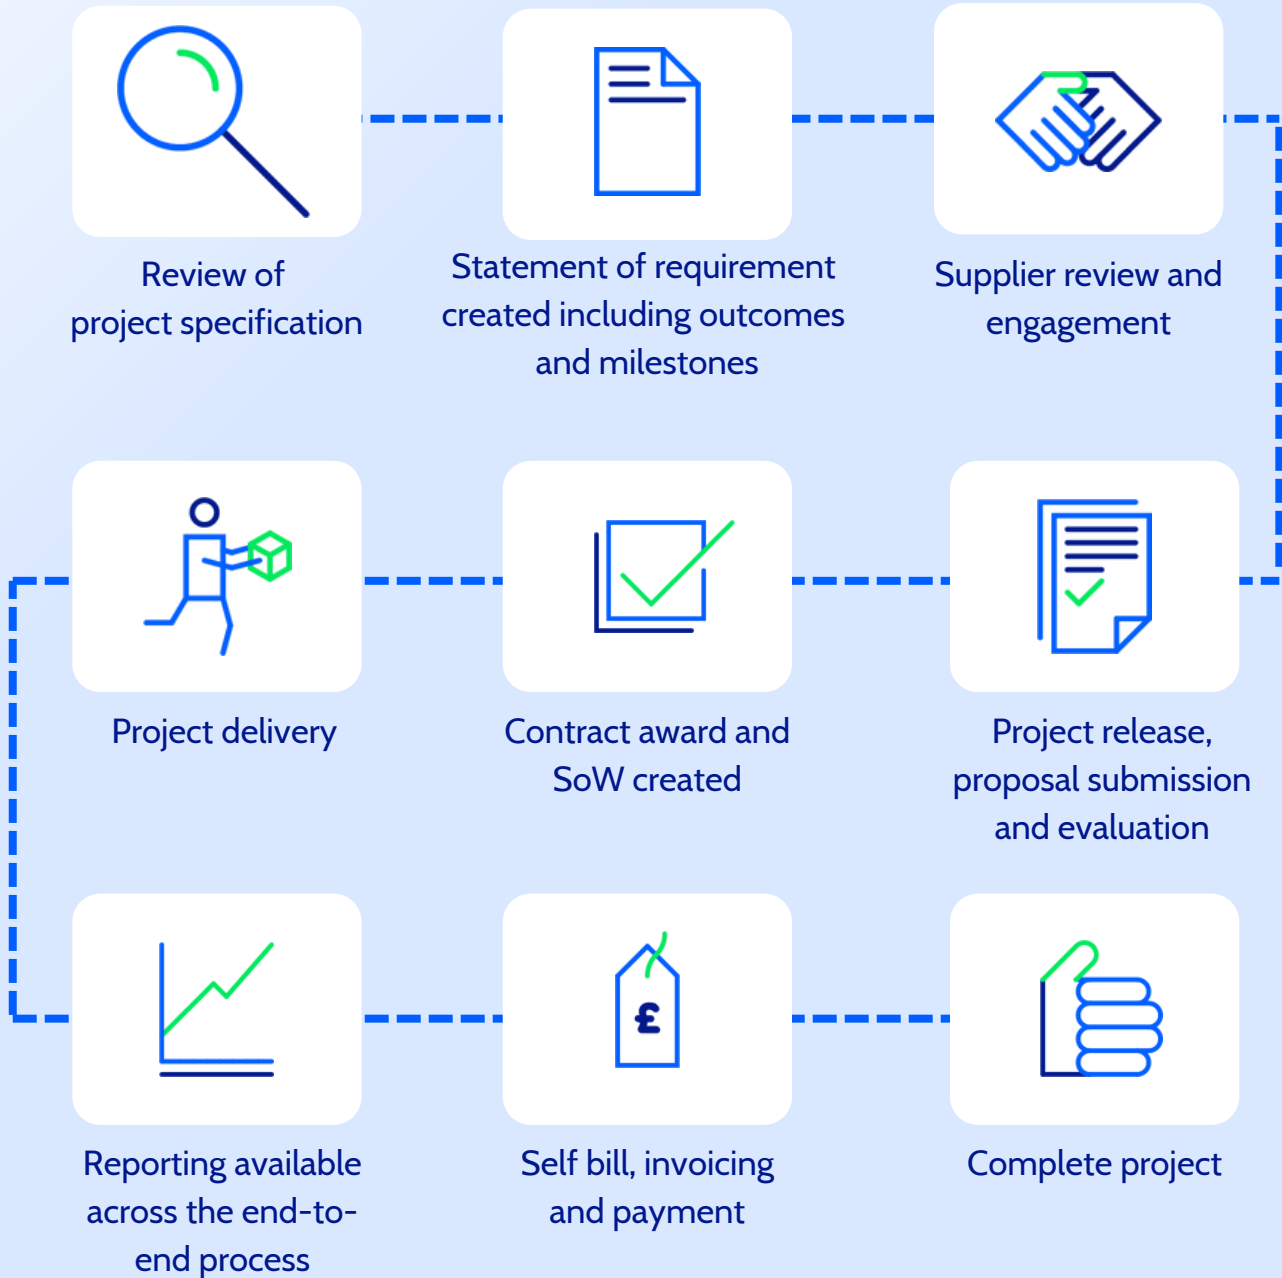 Review of
project specification
Statement of requirement
created including outcomes
and milestones
Supplier review and
engagement
Project delivery
Contract award and
SoW created
Project release,
proposal submission
and evaluation
£
Reporting available
across the end-to-
end process
Self bill, invoicing
and payment
Complete project